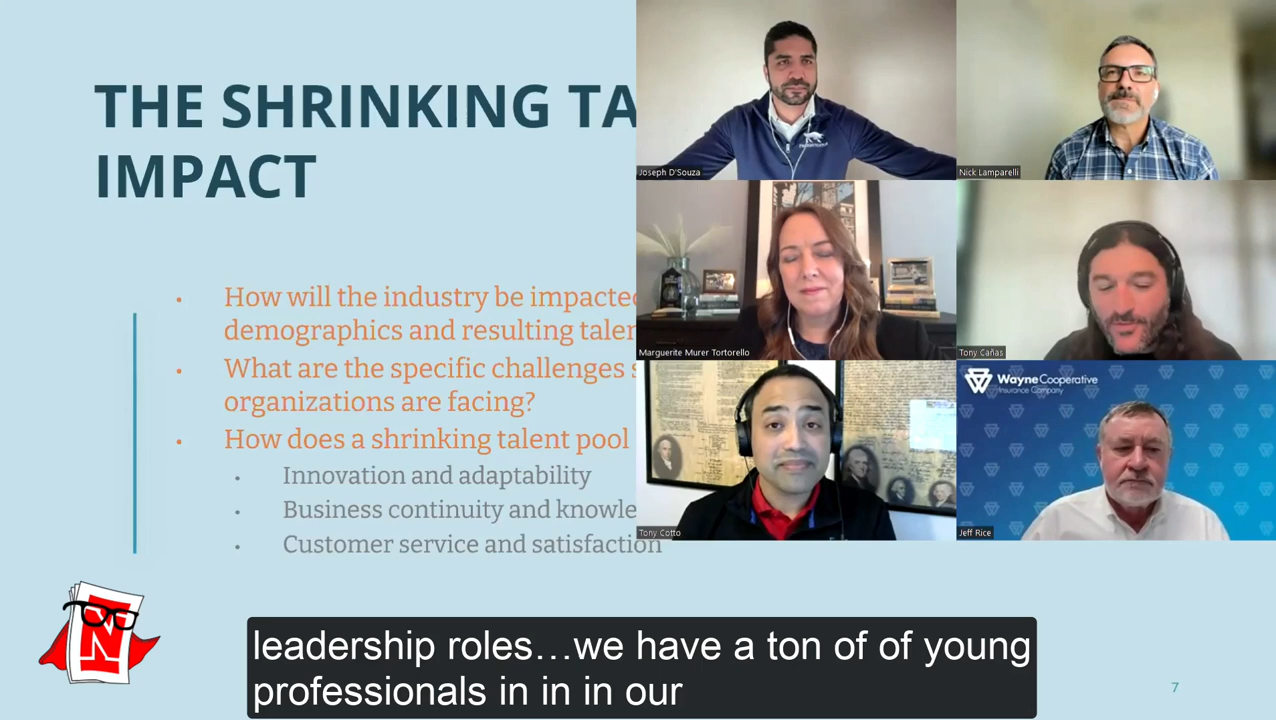 THE SHRINKING TA
IMPACT
How will the industry be impacted
demographics and resulting talen
What are the specific challenges s
organizations are facing?
How does a shrinking talent pool
Innovation and adaptability
Business continuity and knowle
Customer service and satisfaction
Joseph D'Souza
Nick Lamparelli
Marguerite Murer Tortorello
Tony Cañas
Tony Cotto
Wayne Cooperative
Insurance Company
Jeff Rice
N
leadership roles…we have a ton of of young
professionals in in in our
7